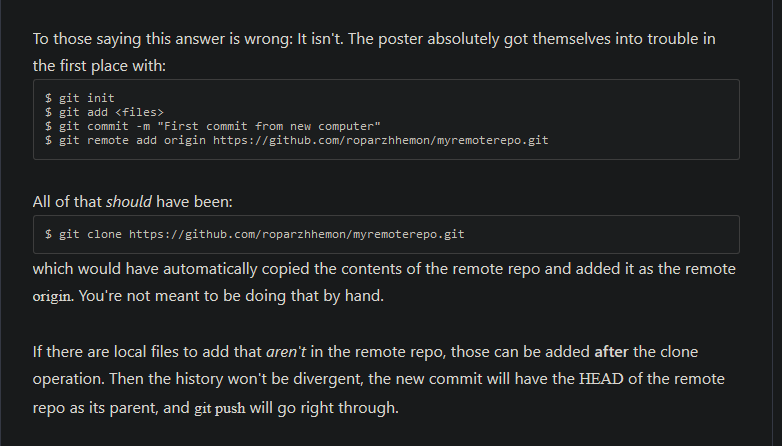 To those saying this answer is wrong: It isn't. The poster absolutely got themselves into trouble in
the first place with:
$ git init
$ git add <files>
$ git commit -m "First commit from new computer"
$ git remote add origin https://github.com/roparzhhemon/myremoterepo.git
All of that should have been:
$ git clone https://github.com/roparzhhemon/myremoterepo.git
which would have automatically copied the contents of the remote repo and added it as the remote
origin. You're not meant to be doing that by hand.
If there are local files to add that aren't in the remote repo, those can be added after the clone
operation. Then the history won't be divergent, the new commit will have the HEAD of the remote
repo as its parent, and git push will go right through.